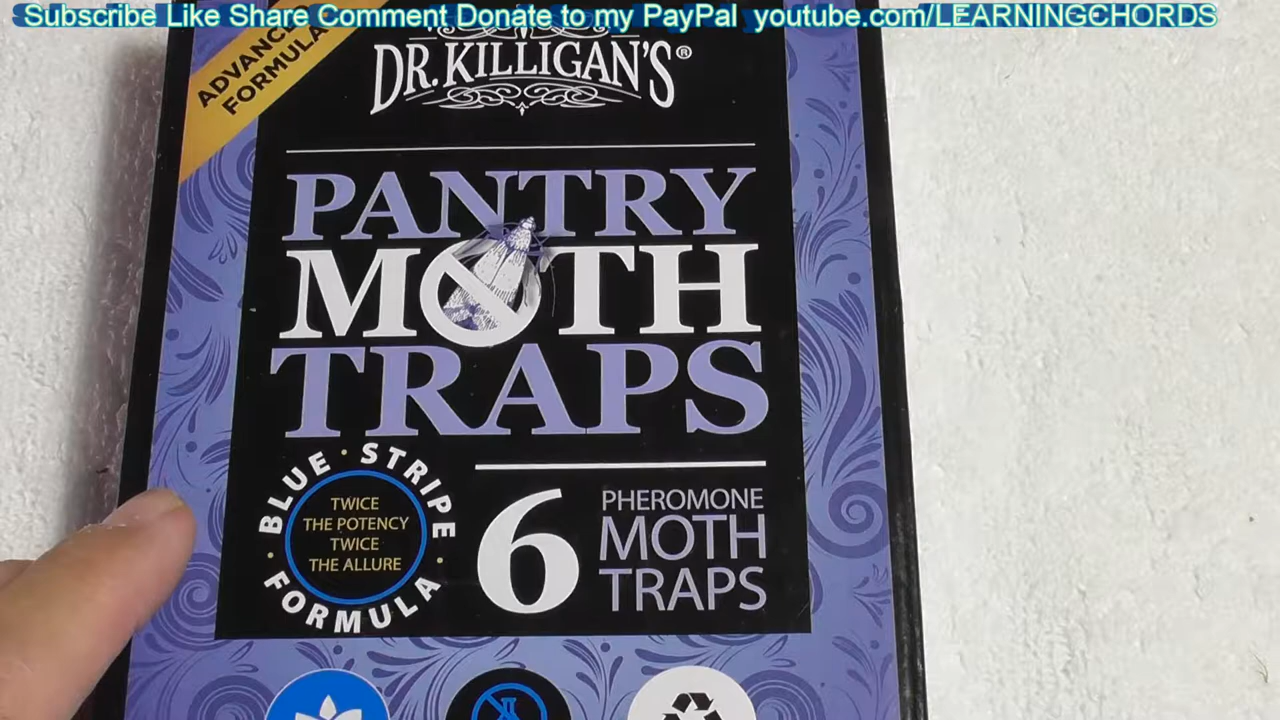 Subscribe Like Share Comment Donate to my PayPal youtube.com/LEARNINGCHORDS
ADVANCED
FORMULA
DR. KILLIGAN'S®
PANTRY
MOTH
TRAPS
BLUE · STRIPE
· FORMULA ·
TWICE
THE POTENCY
TWICE
THE ALLURE
6
PHEROMONE
MOTH
TRAPS